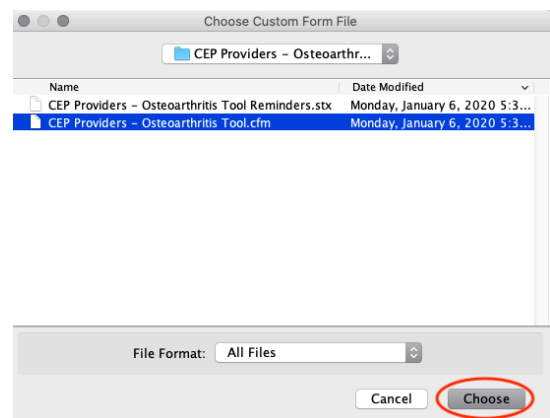 Choose Custom Form File
CEP Providers – Osteoarthr...
Name Date Modified
CEP Providers – Osteoarthritis Tool Reminders.stx Monday, January 6, 2020 5:3...
CEP Providers – Osteoarthritis Tool.cfm Monday, January 6, 2020 5:3...
File Format: All Files
Cancel Choose